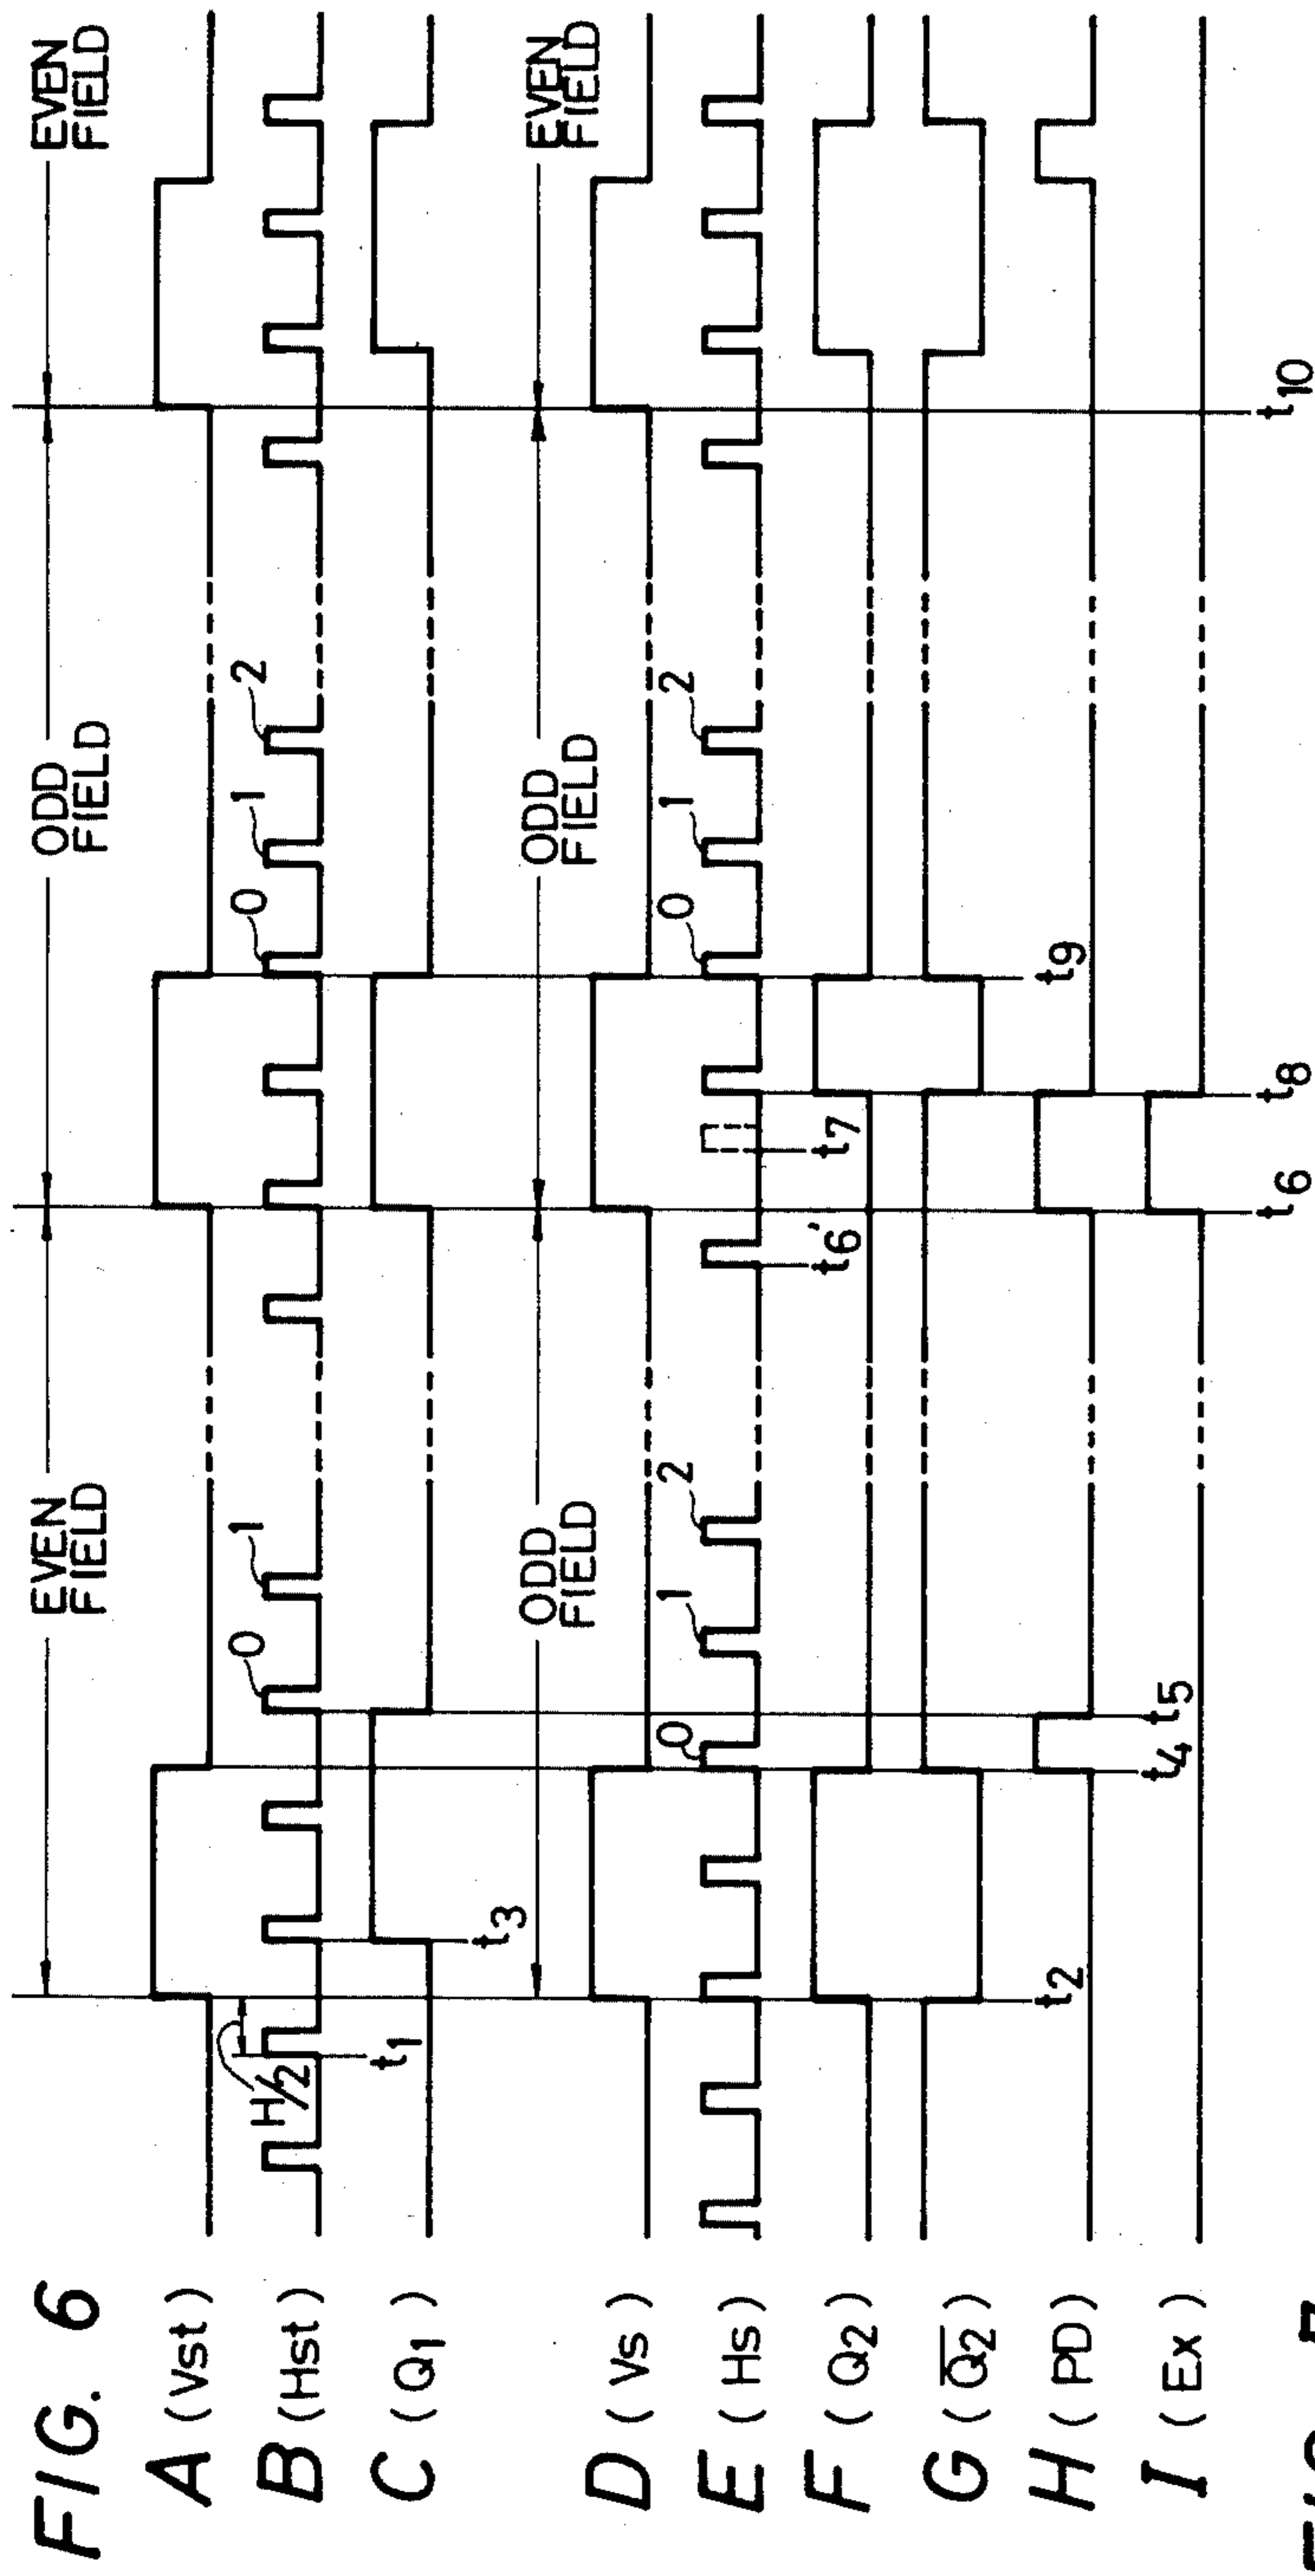 FIG. 6
EVEN
FIELD
ODD
FIELD
EVEN
FIELD
A (Vst)
B (Hst)
H/2
t1
0
1
0
1
2
C (Q1)
t3
ODD
FIELD
ODD
FIELD
EVEN
FIELD
D (Vs)
E (Hs)
0
1
2
0
1
2
F (Q2)
t6'
t7
G (Q̅2)
t2
t9
H (PD)
t4
t5
I (Ex)
t6
t8
t10